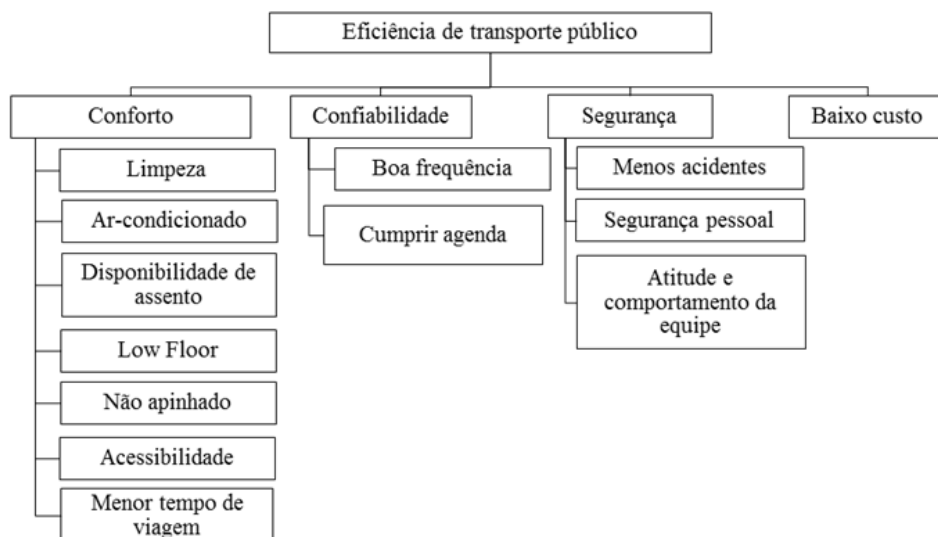 Eficiência de transporte público
Conforto
Confiabilidade
Segurança
Baixo custo
Limpeza
Ar-condicionado
Disponibilidade de
assento
Low Floor
Não apinhado
Acessibilidade
Menor tempo de
viagem
Boa frequência
Cumprir agenda
Menos acidentes
Segurança pessoal
Atitude e
comportamento da
equipe